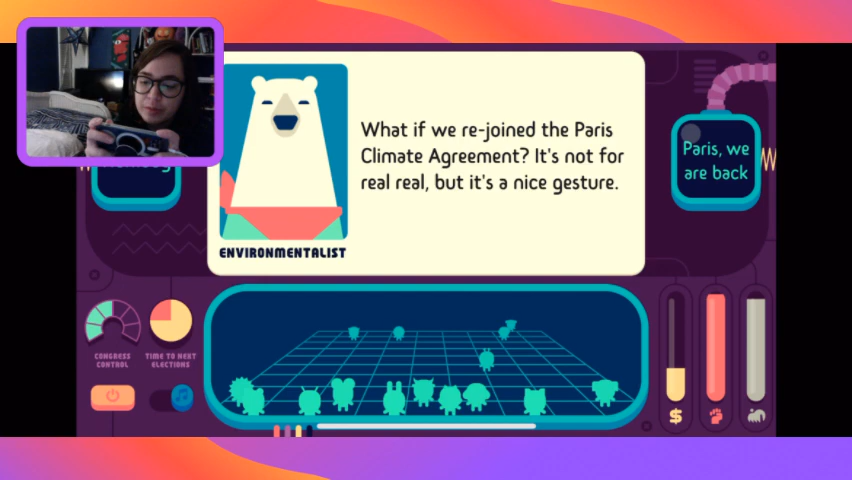 What if we re-joined the Paris
Climate Agreement? It's not for
real real, but it's a nice gesture.
Paris, we
are back
ENVIRONMENTALIST
CONGRESS
CONTROL
TIME TO NEXT
ELECTIONS
$